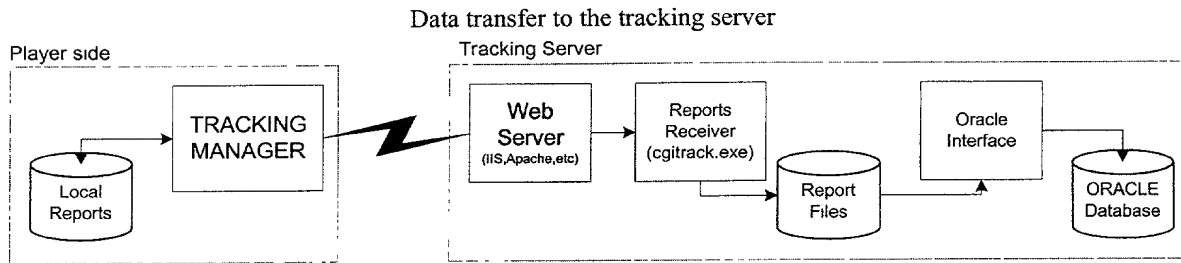 Data transfer to the tracking server
Player side
Tracking Server
TRACKING
MANAGER
Local
Reports
Web
Server
(IIS,Apache,etc)
Reports
Receiver
(cgitrack.exe)
Report
Files
Oracle
Interface
ORACLE
Database